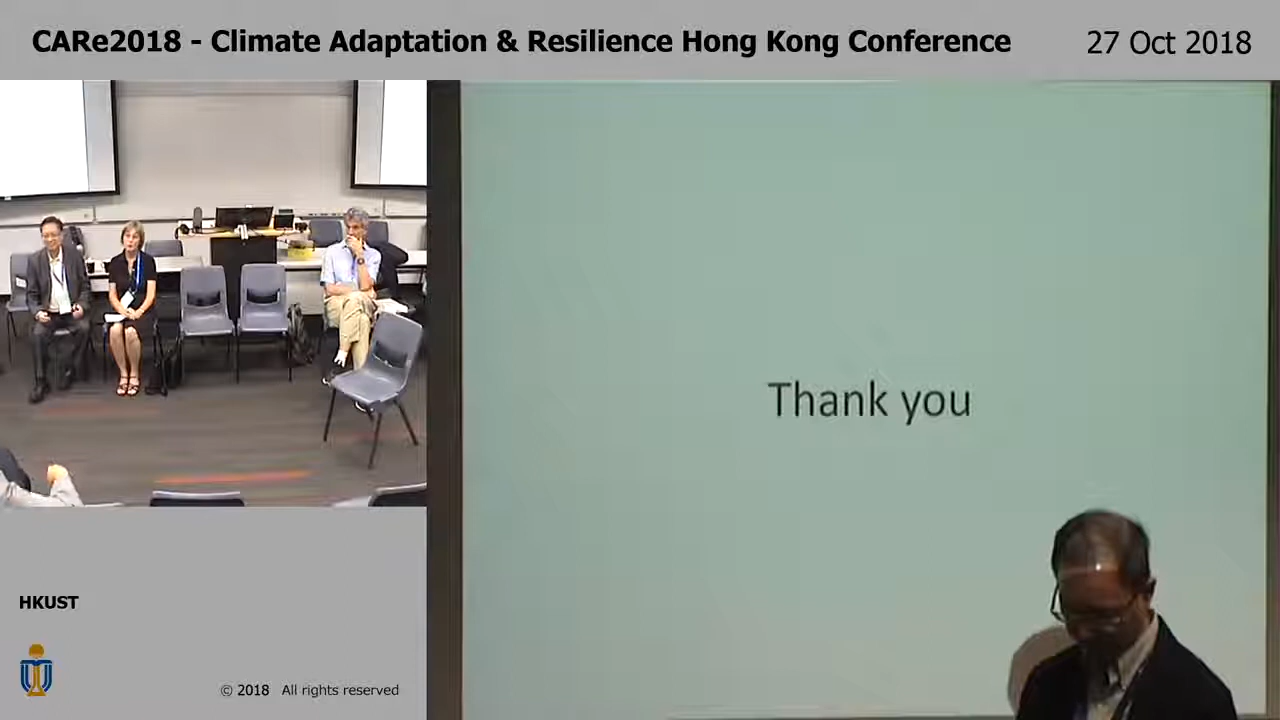 CARe2018 - Climate Adaptation & Resilience Hong Kong Conference
27 Oct 2018
Thank you
HKUST
© 2018 All rights reserved